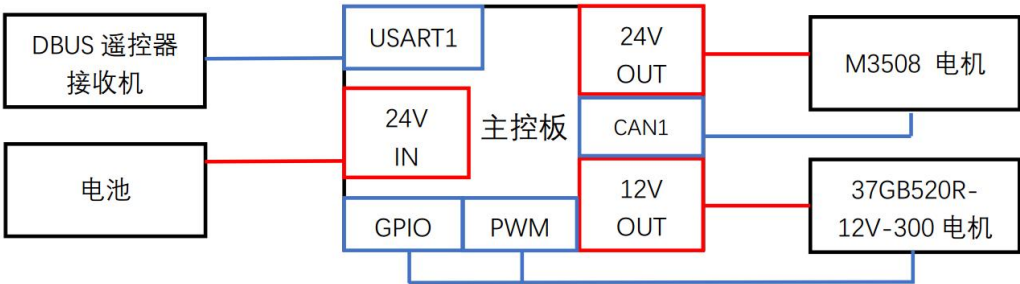 DBUS 遥控器
接收机
电池
USART1
24V
IN
主控板
GPIO
PWM
24V
OUT
CAN1
12V
OUT
M3508 电机
37GB520R-
12V-300 电机